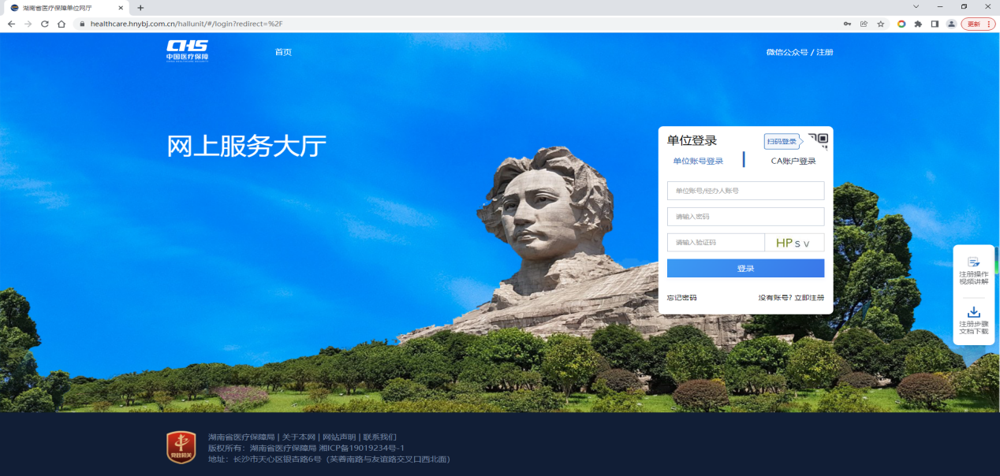 湖南省医疗保障单位网厅
healthcare.hnybj.com.cn/hallunit/#/login?redirect=%2F
更新
CHS
中国医疗保障
首页
微信公众号 / 注册
网上服务大厅
单位登录
扫码登录
单位账号登录
CA账户登录
单位账号/经办人账号
请输入密码
请输入验证码
HPsv
登录
忘记密码
没有账号? 立即注册
注册操作
视频讲解
注册步骤
文档下载
党政机关
湖南省医疗保障局 | 关于本网 | 网站声明 | 联系我们
版权所有：湖南省医疗保障局 湘ICP备19019234号-1
地址：长沙市天心区银杏路6号（芙蓉南路与友谊路交叉口西北面）